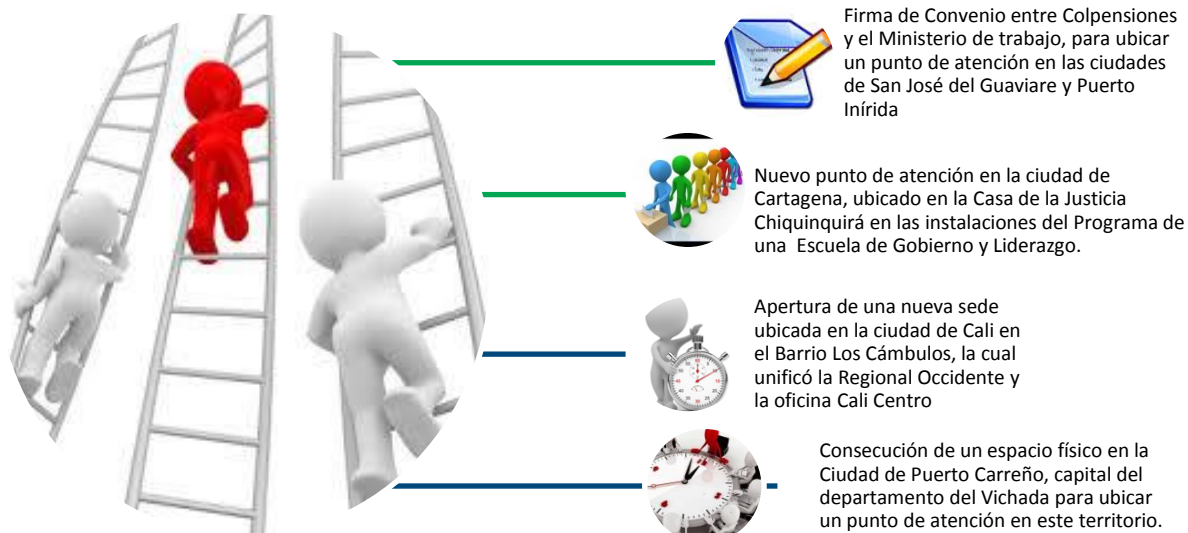 Firma de Convenio entre Colpensiones
y el Ministerio de trabajo, para ubicar
un punto de atención en las ciudades
de San José del Guaviare y Puerto
Inírida
Nuevo punto de atención en la ciudad de
Cartagena, ubicado en la Casa de la Justicia
Chiquinquirá en las instalaciones del Programa de
una Escuela de Gobierno y Liderazgo.
Apertura de una nueva sede
ubicada en la ciudad de Cali en
el Barrio Los Cámbulos, la cual
unificó la Regional Occidente y
la oficina Cali Centro
Consecución de un espacio físico en la
Ciudad de Puerto Carreño, capital del
departamento del Vichada para ubicar
un punto de atención en este territorio.